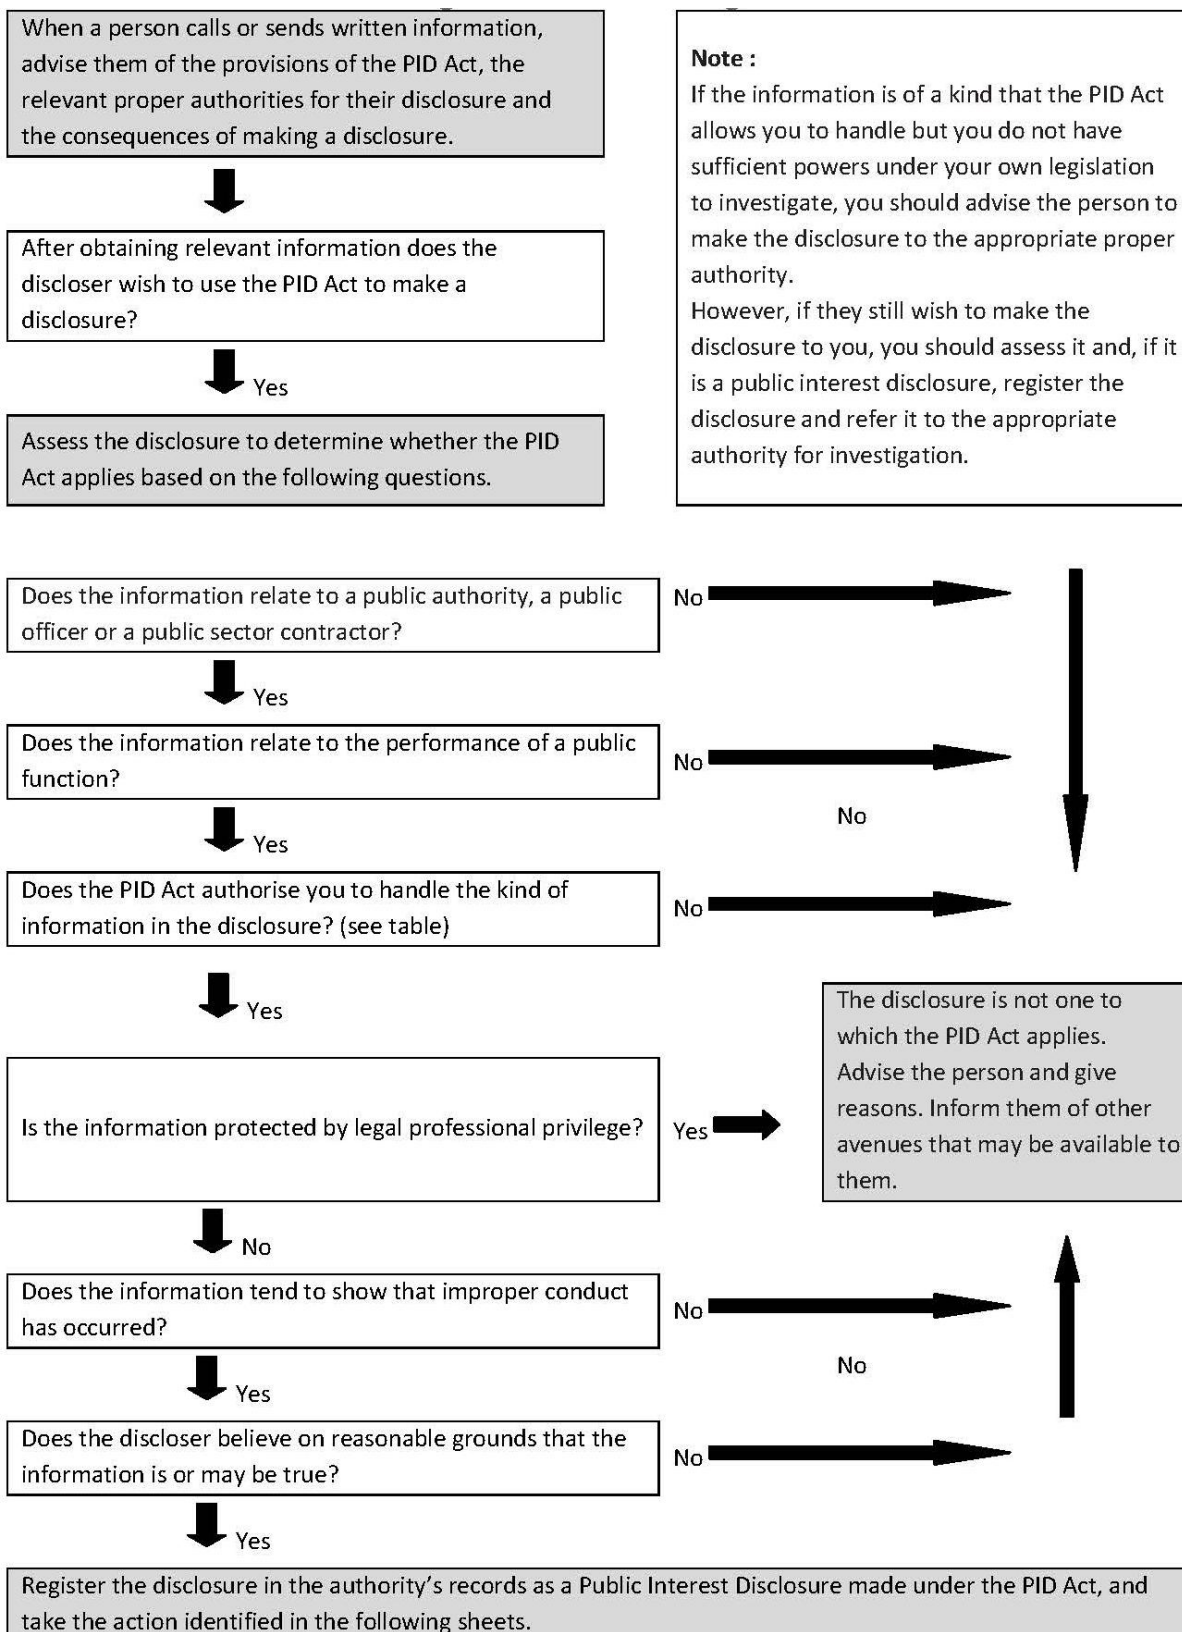 When a person calls or sends written information,
advise them of the provisions of the PID Act, the
relevant proper authorities for their disclosure and
the consequences of making a disclosure.
Note :
If the information is of a kind that the PID Act
allows you to handle but you do not have
sufficient powers under your own legislation
to investigate, you should advise the person to
make the disclosure to the appropriate proper
authority.
However, if they still wish to make the
disclosure to you, you should assess it and, if it
is a public interest disclosure, register the
disclosure and refer it to the appropriate
authority for investigation.
After obtaining relevant information does the
discloser wish to use the PID Act to make a
disclosure?
Yes
Assess the disclosure to determine whether the PID
Act applies based on the following questions.
Does the information relate to a public authority, a public
officer or a public sector contractor?
No
Yes
Does the information relate to the performance of a public
function?
No
No
Yes
Does the PID Act authorise you to handle the kind of
information in the disclosure? (see table)
No
Yes
The disclosure is not one to
which the PID Act applies.
Advise the person and give
reasons. Inform them of other
avenues that may be available to
them.
Is the information protected by legal professional privilege?
Yes
No
Does the information tend to show that improper conduct
has occurred?
No
No
Yes
Does the discloser believe on reasonable grounds that the
information is or may be true?
No
Yes
Register the disclosure in the authority's records as a Public Interest Disclosure made under the PID Act, and
take the action identified in the following sheets.